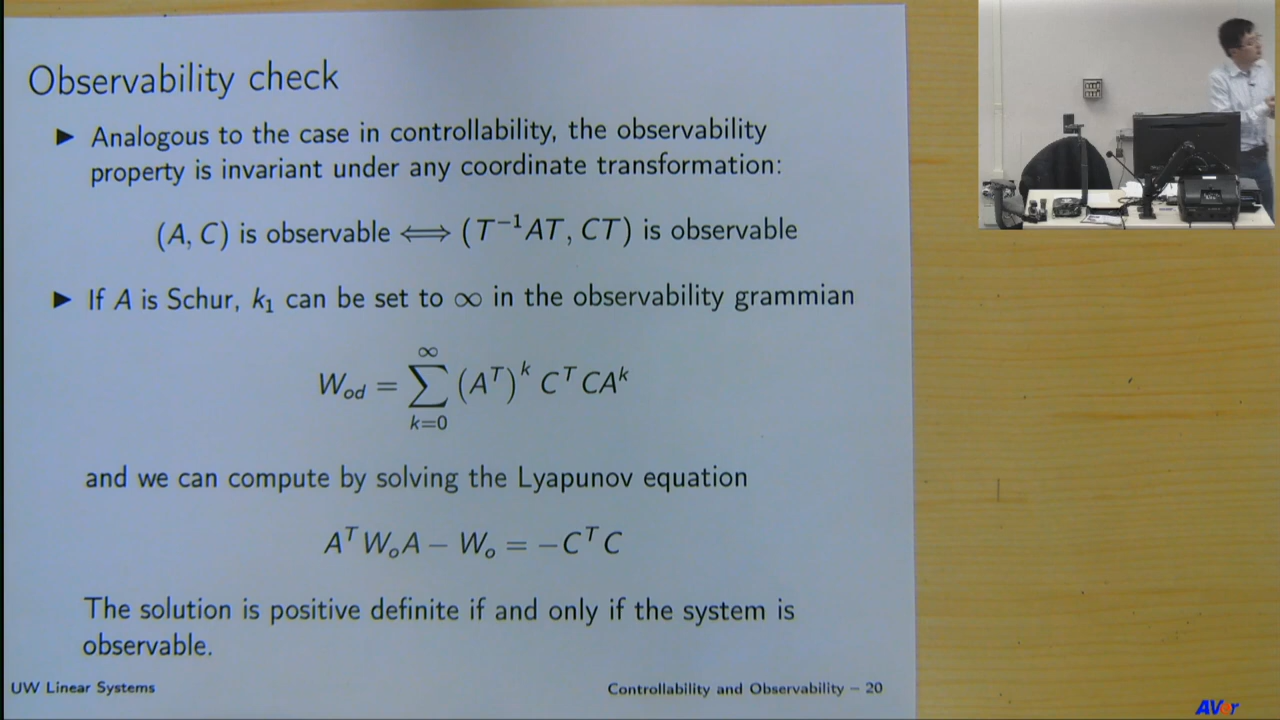 Observability check
▶ Analogous to the case in controllability, the observability
property is invariant under any coordinate transformation:
(A, C) is observable ⟺ (T⁻¹AT, CT) is observable
▶ If A is Schur, k₁ can be set to ∞ in the observability grammian
W_od = ∑_{k=0}^{∞} (Aᵀ)ᵏ CᵀCAᵏ
and we can compute by solving the Lyapunov equation
AᵀWₒA − Wₒ = −CᵀC
The solution is positive definite if and only if the system is
observable.
UW Linear Systems
Controllability and Observability – 20
AVer